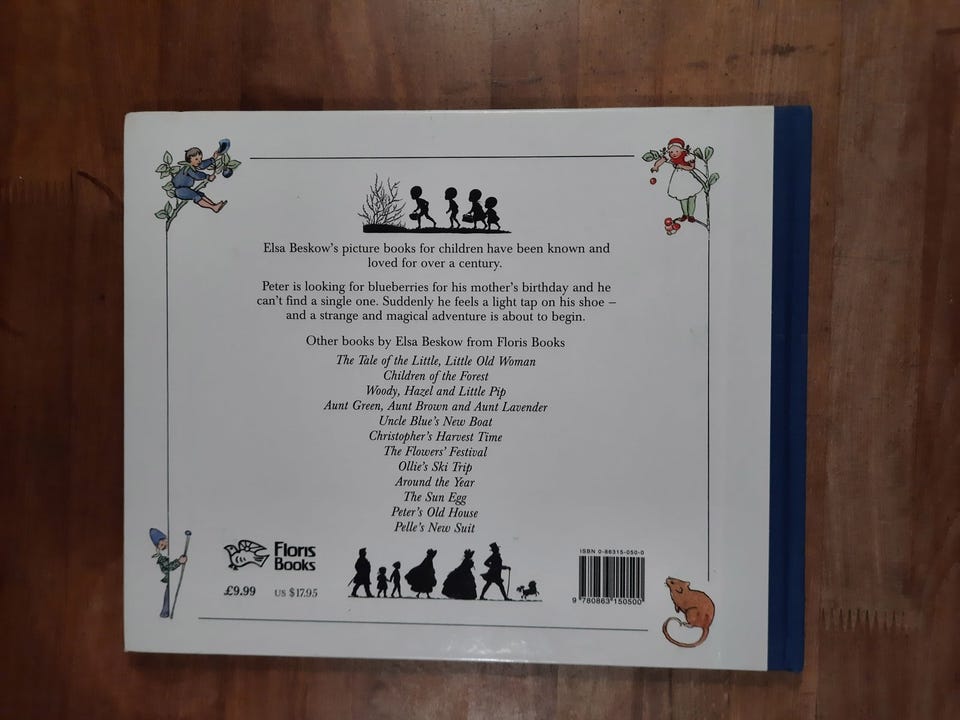 Elsa Beskow's picture books for children have been known and
loved for over a century.
Peter is looking for blueberries for his mother's birthday and he
can't find a single one. Suddenly he feels a light tap on his shoe –
and a strange and magical adventure is about to begin.
Other books by Elsa Beskow from Floris Books
The Tale of the Little, Little Old Woman
Children of the Forest
Woody, Hazel and Little Pip
Aunt Green, Aunt Brown and Aunt Lavender
Uncle Blue's New Boat
Christopher's Harvest Time
The Flowers' Festival
Ollie's Ski Trip
Around the Year
The Sun Egg
Peter's Old House
Pelle's New Suit
Floris
Books
£9.99 US $17.95
ISBN 0-86315-050-0
9 780863 150500